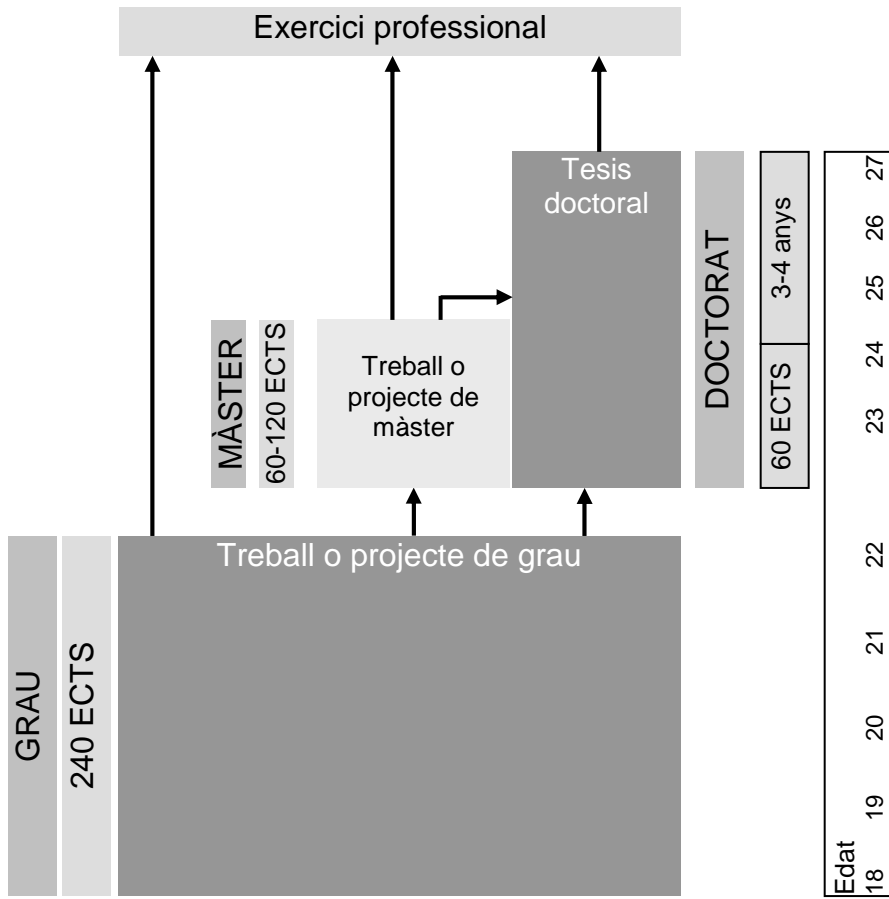 Exercici professional
Tesis
doctoral
DOCTORAT
3-4 anys
60 ECTS
MÀSTER
60-120 ECTS
Treball o
projecte de
màster
Treball o projecte de grau
GRAU
240 ECTS
27
26
25
24
23
22
21
20
19
18
Edat